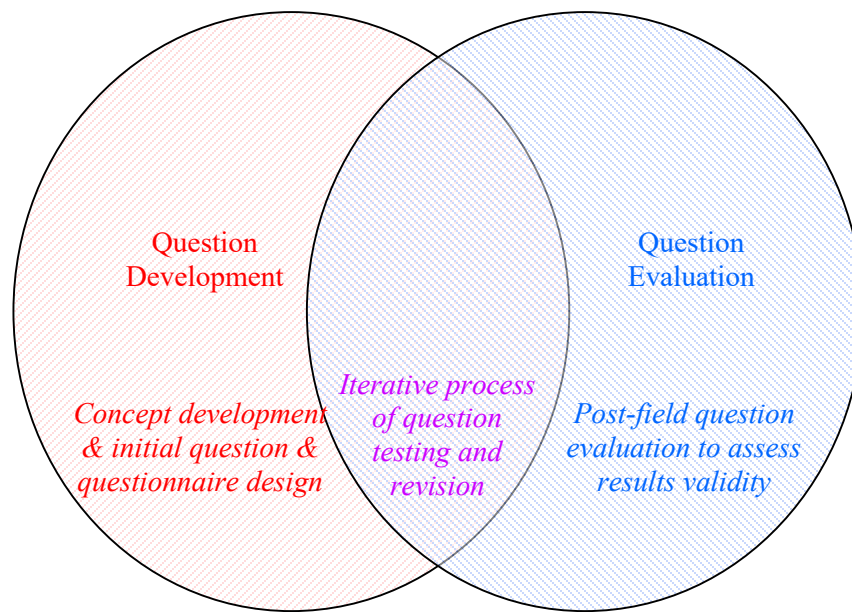 Question
Development
Question
Evaluation
Concept development
& initial question &
questionnaire design
Iterative process
of question
testing and
revision
Post-field question
evaluation to assess
results validity